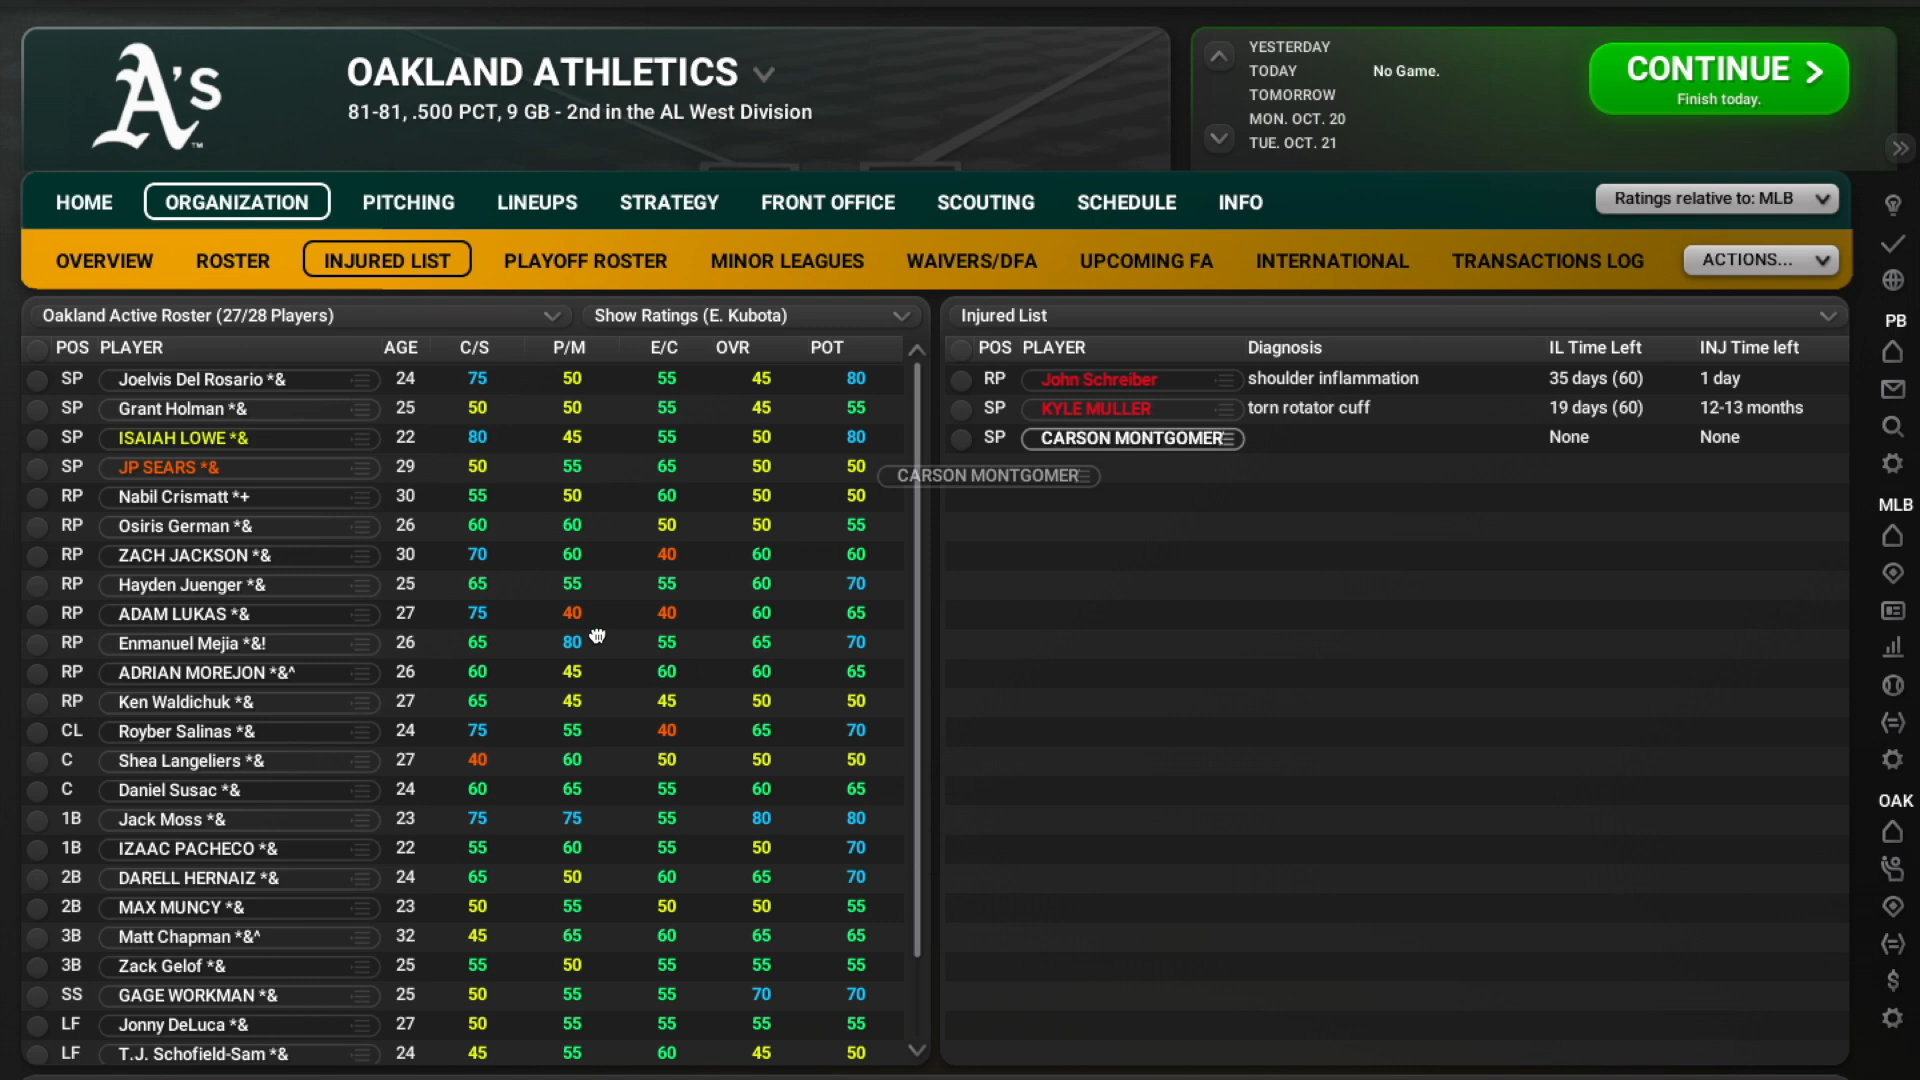 A's
TM
OAKLAND ATHLETICS
81-81, .500 PCT, 9 GB - 2nd in the AL West Division
YESTERDAY
TODAY No Game.
TOMORROW
MON. OCT. 20
TUE. OCT. 21
CONTINUE
Finish today.
HOME ORGANIZATION PITCHING LINEUPS STRATEGY FRONT OFFICE SCOUTING SCHEDULE INFO Ratings relative to: MLB
OVERVIEW ROSTER INJURED LIST PLAYOFF ROSTER MINOR LEAGUES WAIVERS/DFA UPCOMING FA INTERNATIONAL TRANSACTIONS LOG ACTIONS...
Oakland Active Roster (27/28 Players) Show Ratings (E. Kubota)
POS PLAYER AGE C/S P/M E/C OVR POT
SP Joelvis Del Rosario *& 24 75 50 55 45 80
SP Grant Holman *& 25 50 50 55 45 55
SP ISAIAH LOWE *& 22 80 45 55 50 80
SP JP SEARS *& 29 50 55 65 50 50
RP Nabil Crismatt *+ 30 55 50 60 50 50
RP Osiris German *& 26 60 60 50 50 55
RP ZACH JACKSON *& 30 70 60 40 60 60
RP Hayden Juenger *& 25 65 55 55 60 70
RP ADAM LUKAS *& 27 75 40 40 60 65
RP Enmanuel Mejia *&! 26 65 80 55 65 70
RP ADRIAN MOREJON *&^ 26 60 45 60 60 65
RP Ken Waldichuk *& 27 65 45 45 50 50
CL Royber Salinas *& 24 75 55 40 65 70
C Shea Langeliers *& 27 40 60 50 50 50
C Daniel Susac *& 24 60 65 55 60 65
1B Jack Moss *& 23 75 75 55 80 80
1B IZAAC PACHECO *& 22 55 60 55 50 70
2B DARELL HERNAIZ *& 24 65 50 60 65 70
2B MAX MUNCY *& 23 50 55 50 50 55
3B Matt Chapman *&^ 32 45 65 60 65 65
3B Zack Gelof *& 25 55 50 55 55 55
SS GAGE WORKMAN *& 25 50 55 55 70 70
LF Jonny DeLuca *& 27 50 55 55 55 55
LF T.J. Schofield-Sam *& 24 45 55 60 45 50
Injured List
POS PLAYER Diagnosis IL Time Left INJ Time left
RP John Schreiber shoulder inflammation 35 days (60) 1 day
SP KYLE MULLER torn rotator cuff 19 days (60) 12-13 months
SP CARSON MONTGOMER None None
CARSON MONTGOMER
PB
MLB
OAK